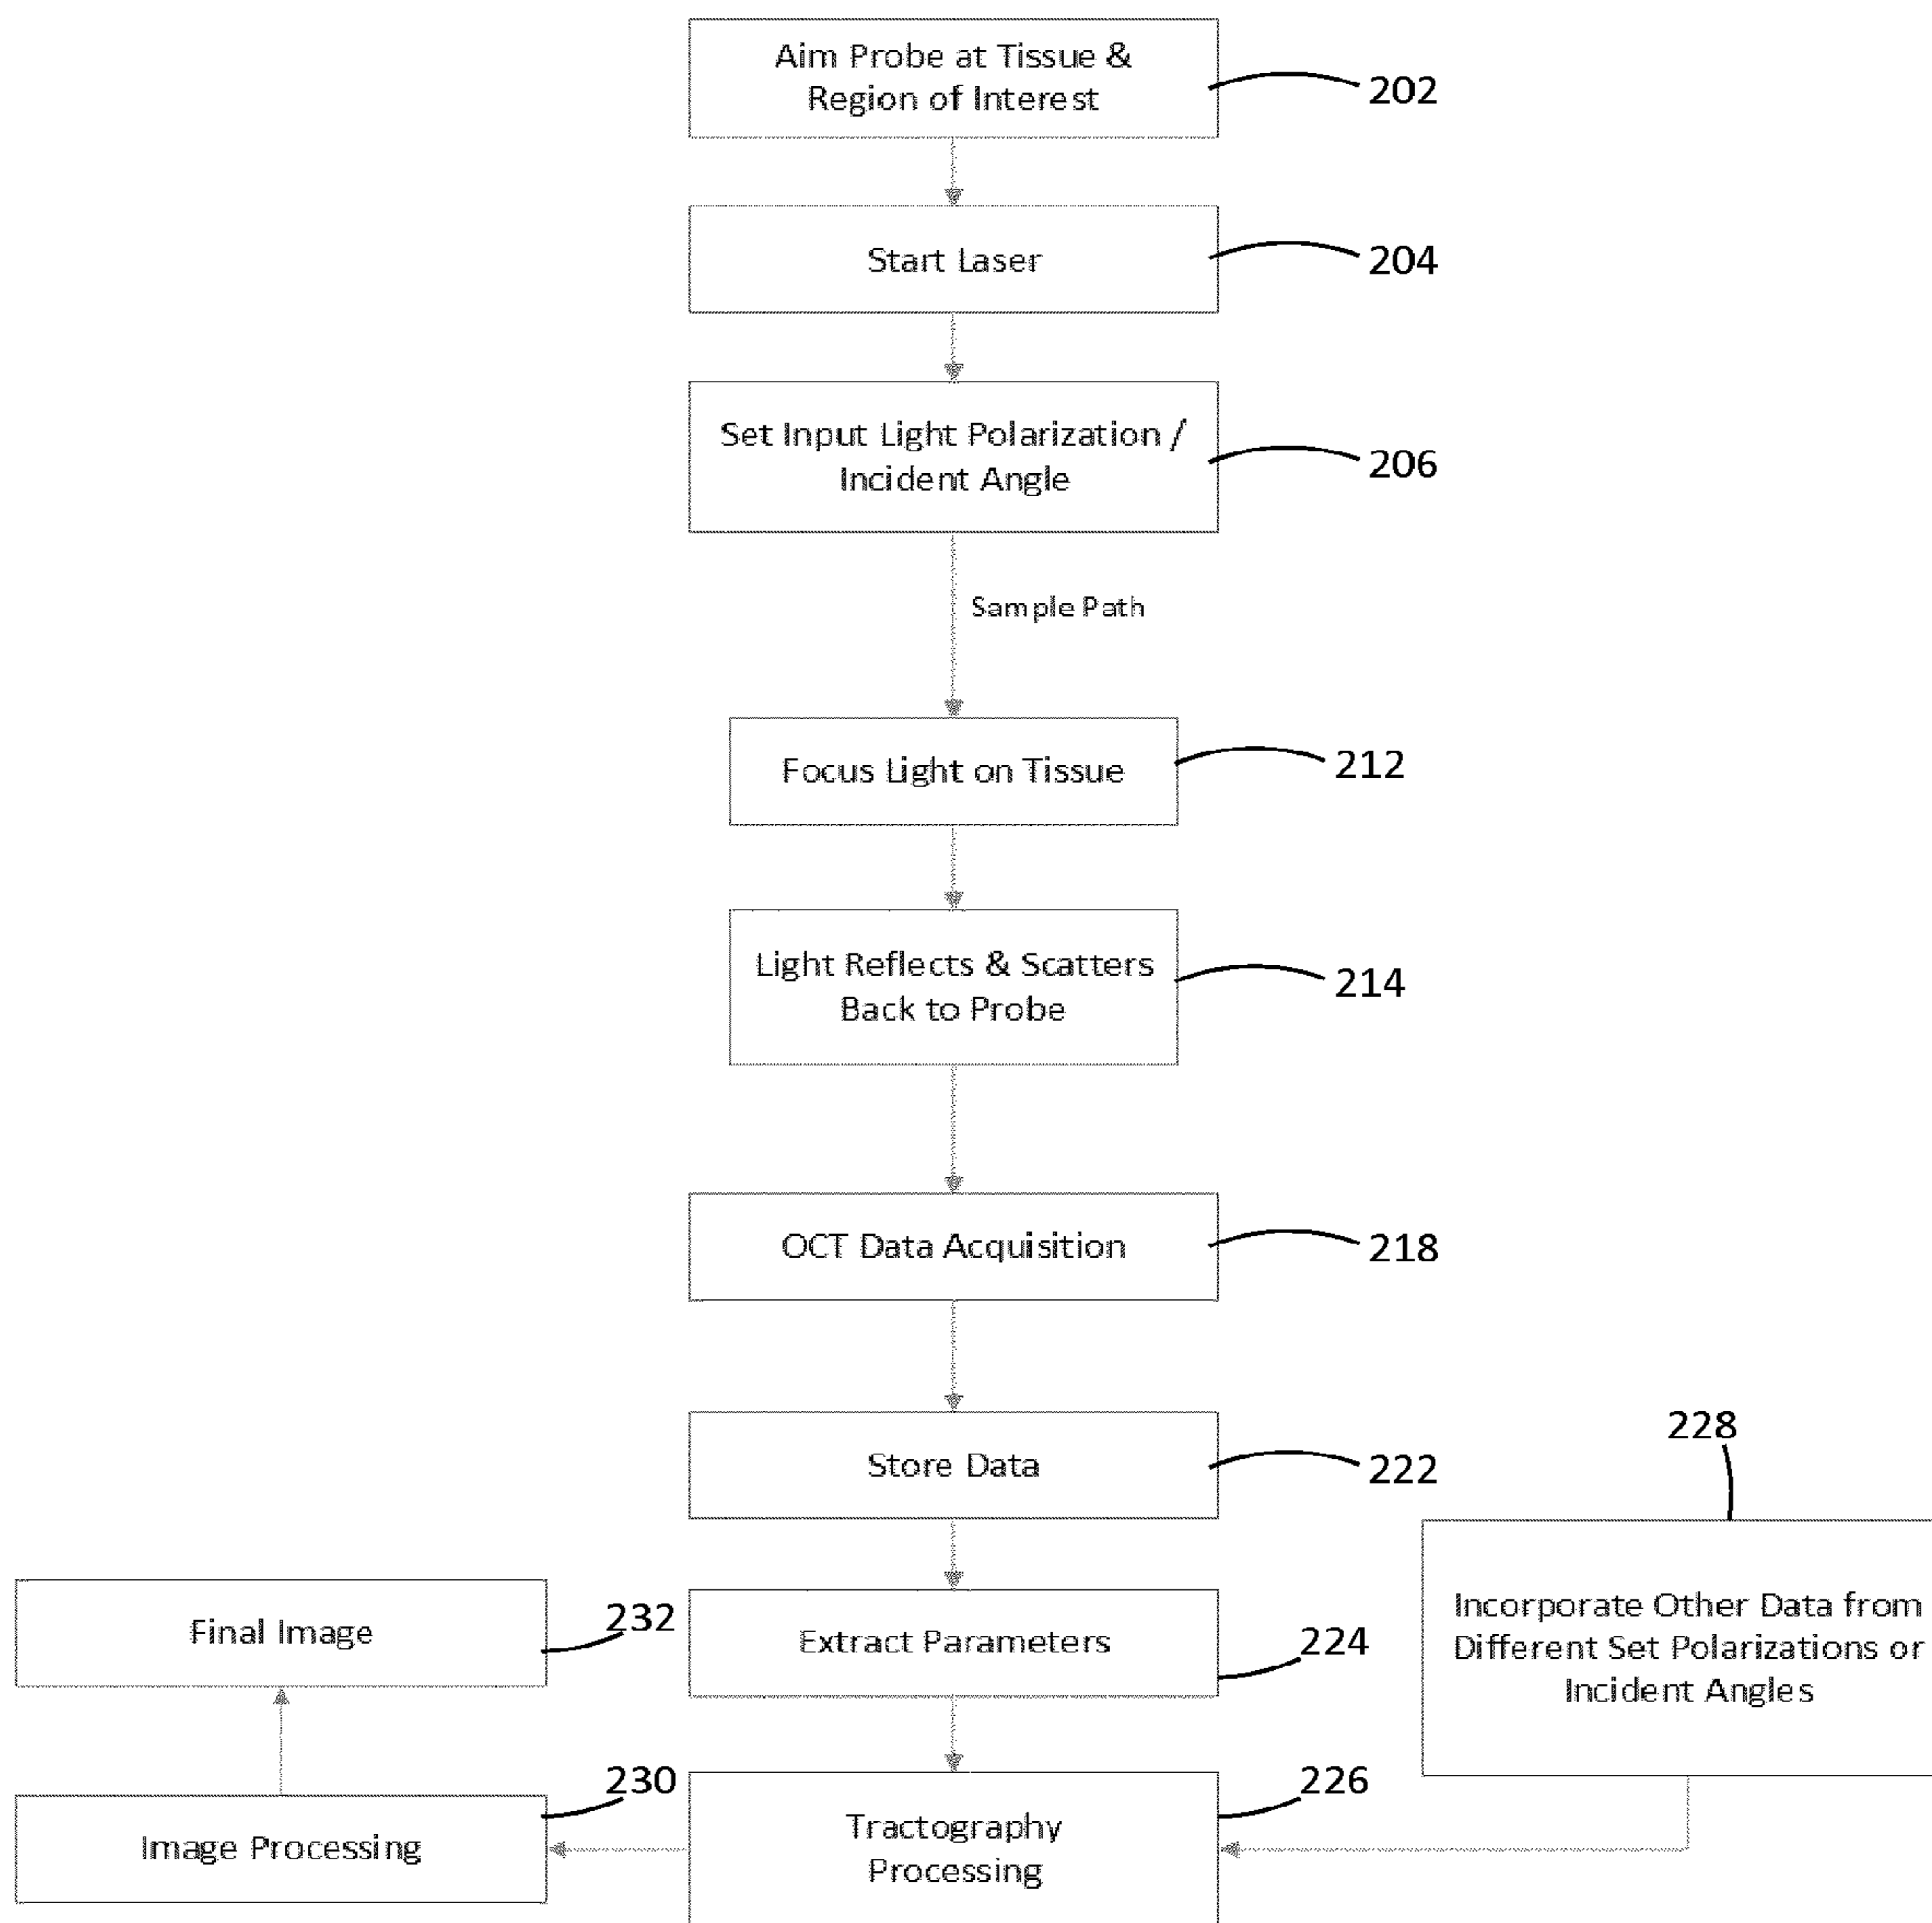 Aim Probe at Tissue &
Region of Interest
202
Start Laser
204
Set Input Light Polarization /
Incident Angle
206
Sample Path
Focus Light on Tissue
212
Light Reflects & Scatters
Back to Probe
214
OCT Data Acquisition
218
Store Data
222
228
Incorporate Other Data from
Different Set Polarizations or
Incident Angles
Final Image
232
Extract Parameters
224
Image Processing
230
Tractography
Processing
226